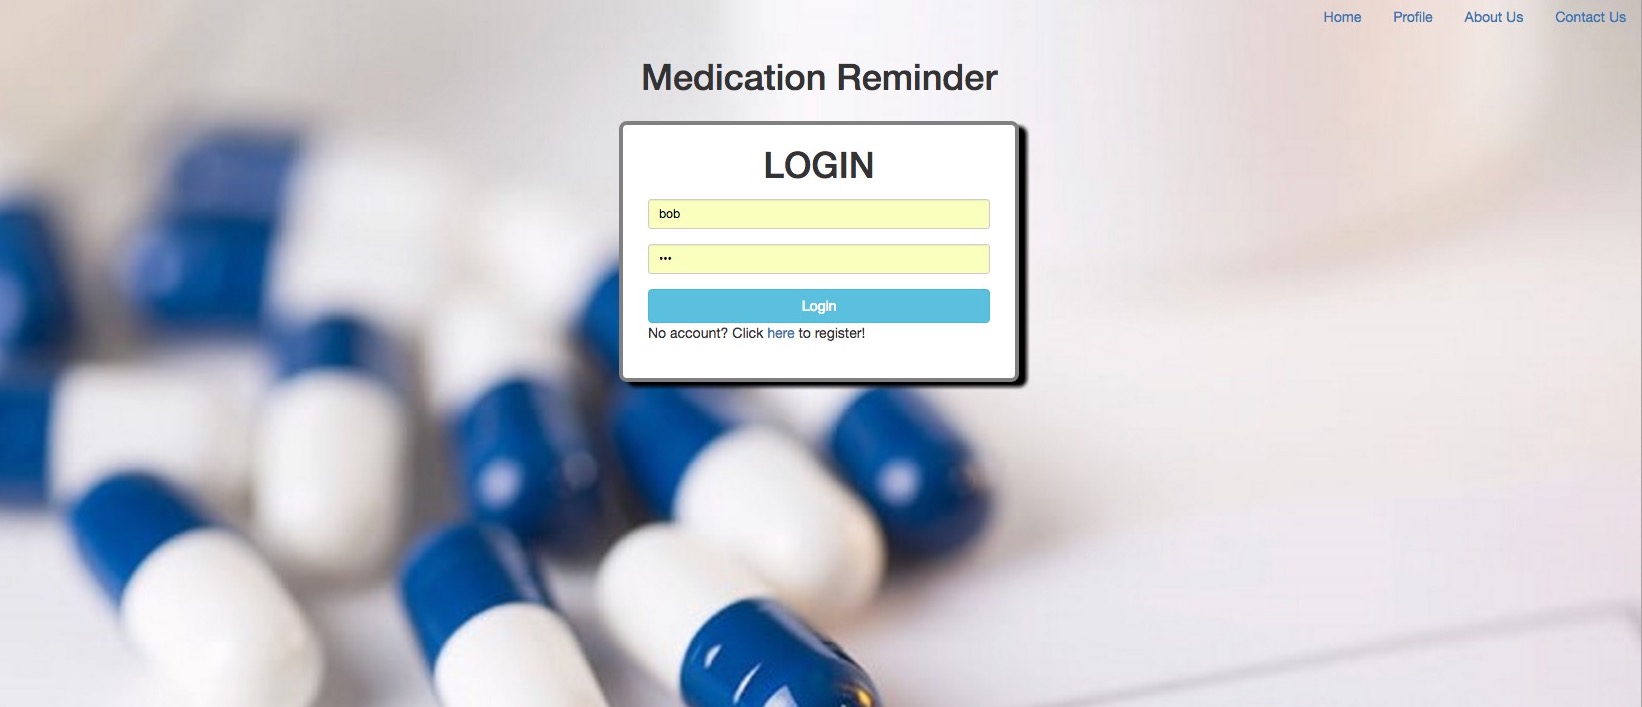 Home Profile About Us Contact Us
Medication Reminder
LOGIN
bob
•••
Login
No account? Click here to register!